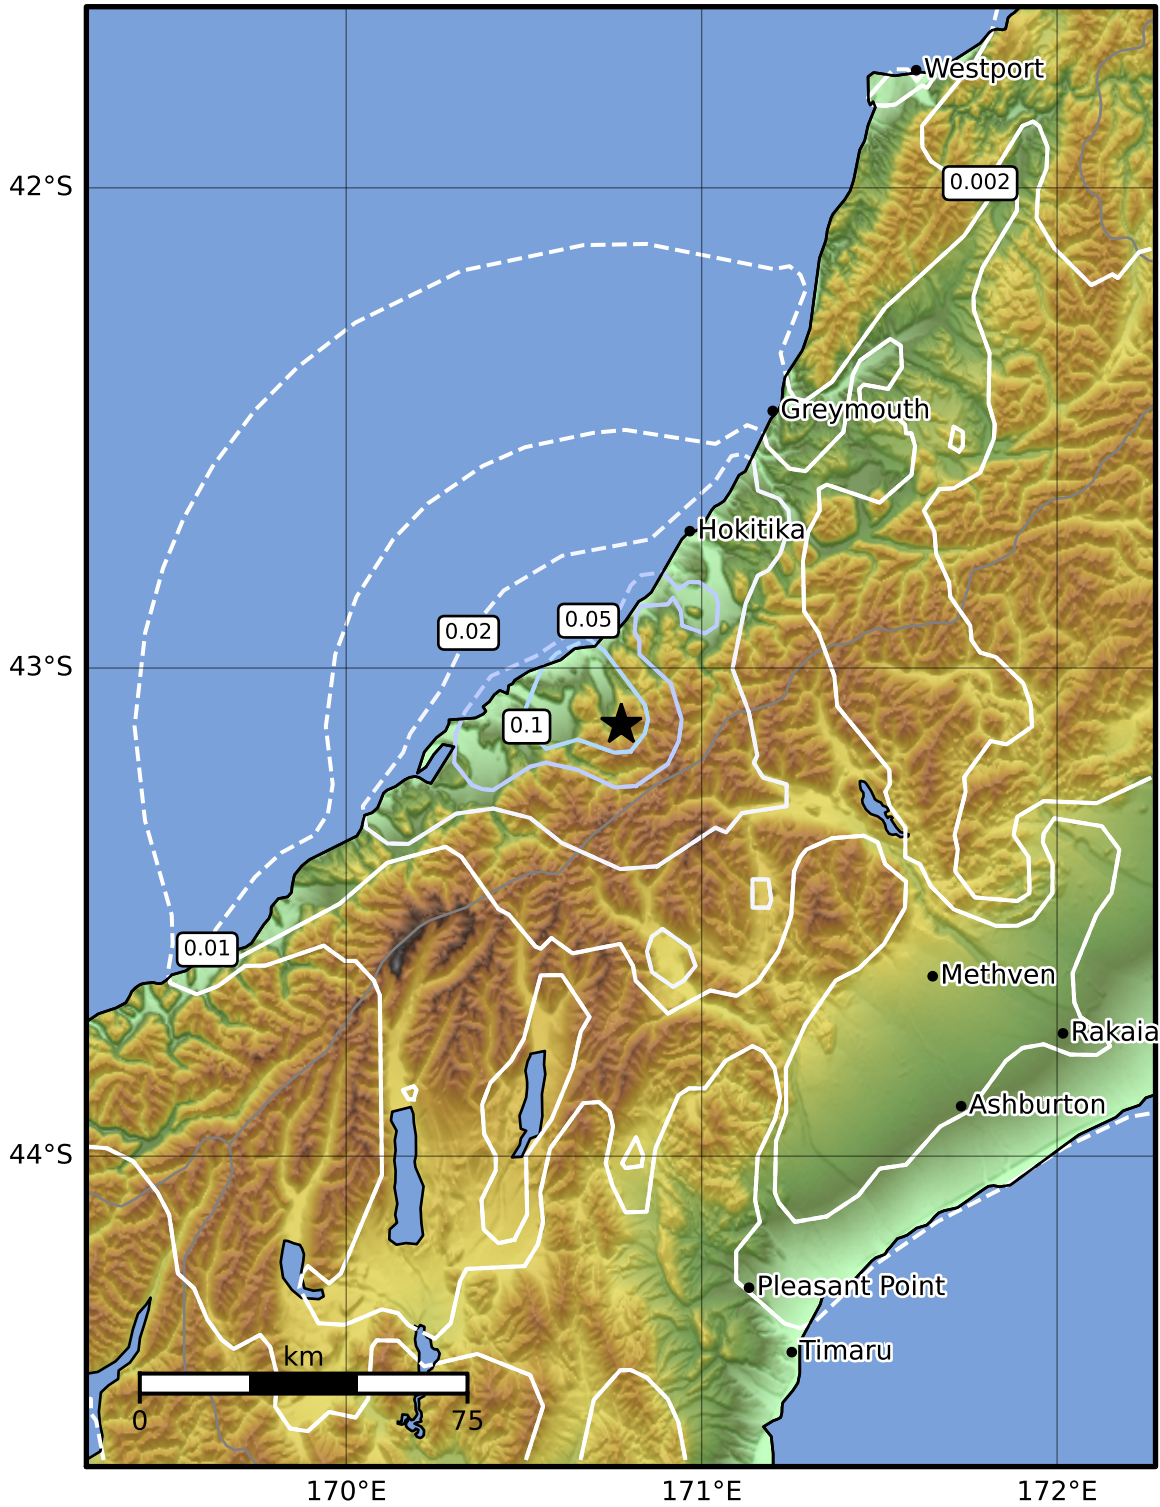 Westport
42°S
0.002
Greymouth
Hokitika
0.05
0.02
43°S
0.1
0.01
Methven
Rakaia
Ashburton
44°S
Pleasant Point
Timaru
km
0 75
170°E 171°E 172°E